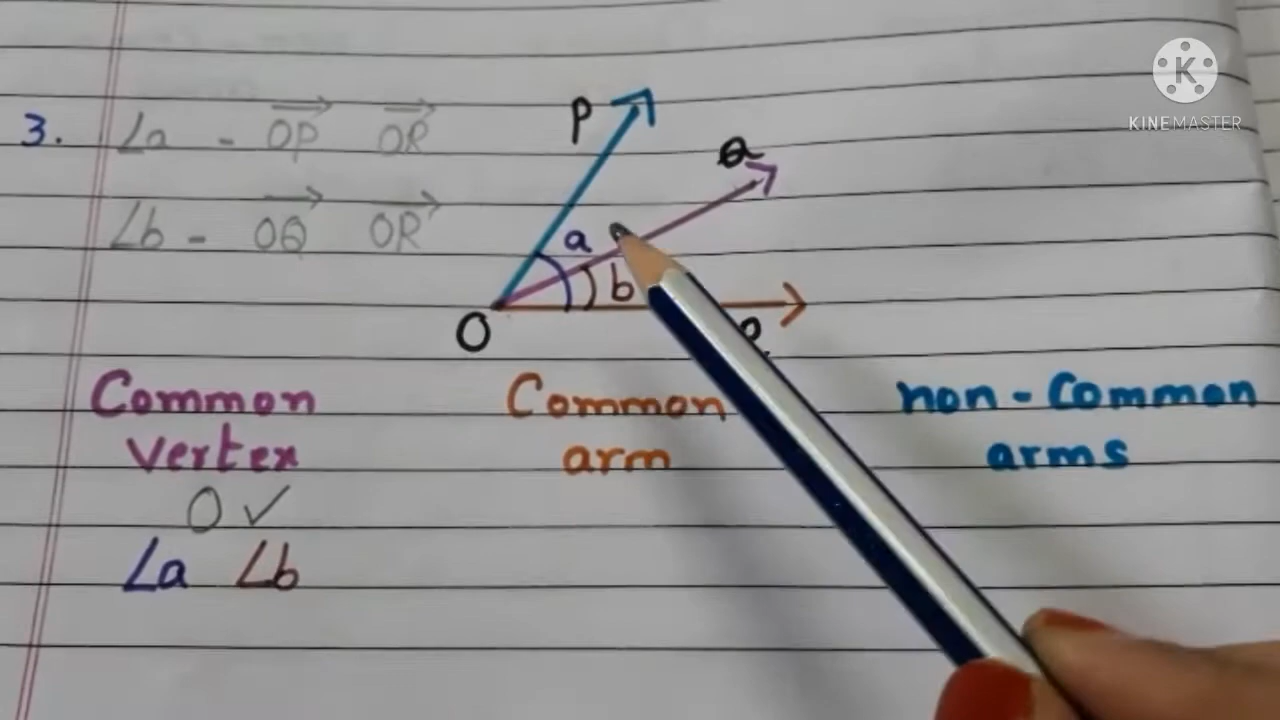 3. ∠a - OP OR
∠b - OQ OR
P
Q
a
b
O
R
Common
vertex
O ✓
∠a ∠b
Common
arm
non-Common
arms
KINEMASTER